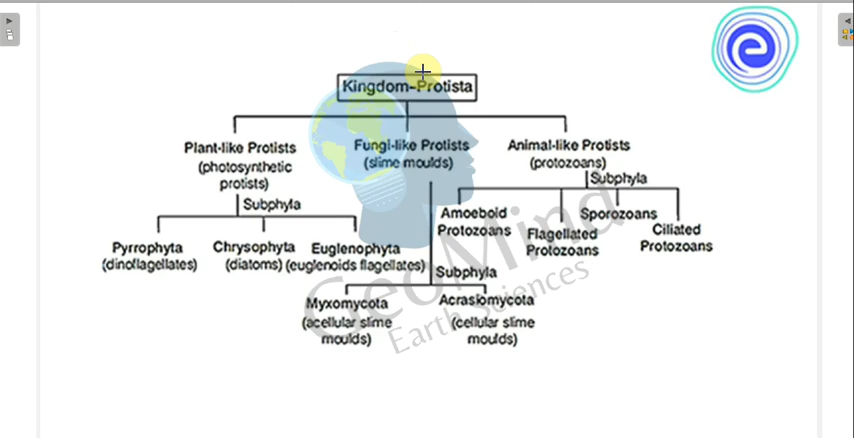 Kingdom-Protista
Plant-like Protists
(photosynthetic
protists)
Fungi-like Protists
(slime moulds)
Animal-like Protists
(protozoans)
Subphyla
Subphyla
Amoeboid
Protozoans
Flagellated
Protozoans
Sporozoans
Ciliated
Protozoans
Pyrrophyta
(dinoflagellates)
Chrysophyta
(diatoms)
Euglenophyta
(euglenoids flagellates)
Subphyla
Myxomycota
(acellular slime
moulds)
Acrasiomycota
(cellular slime
moulds)
GeoMind
Earth Sciences